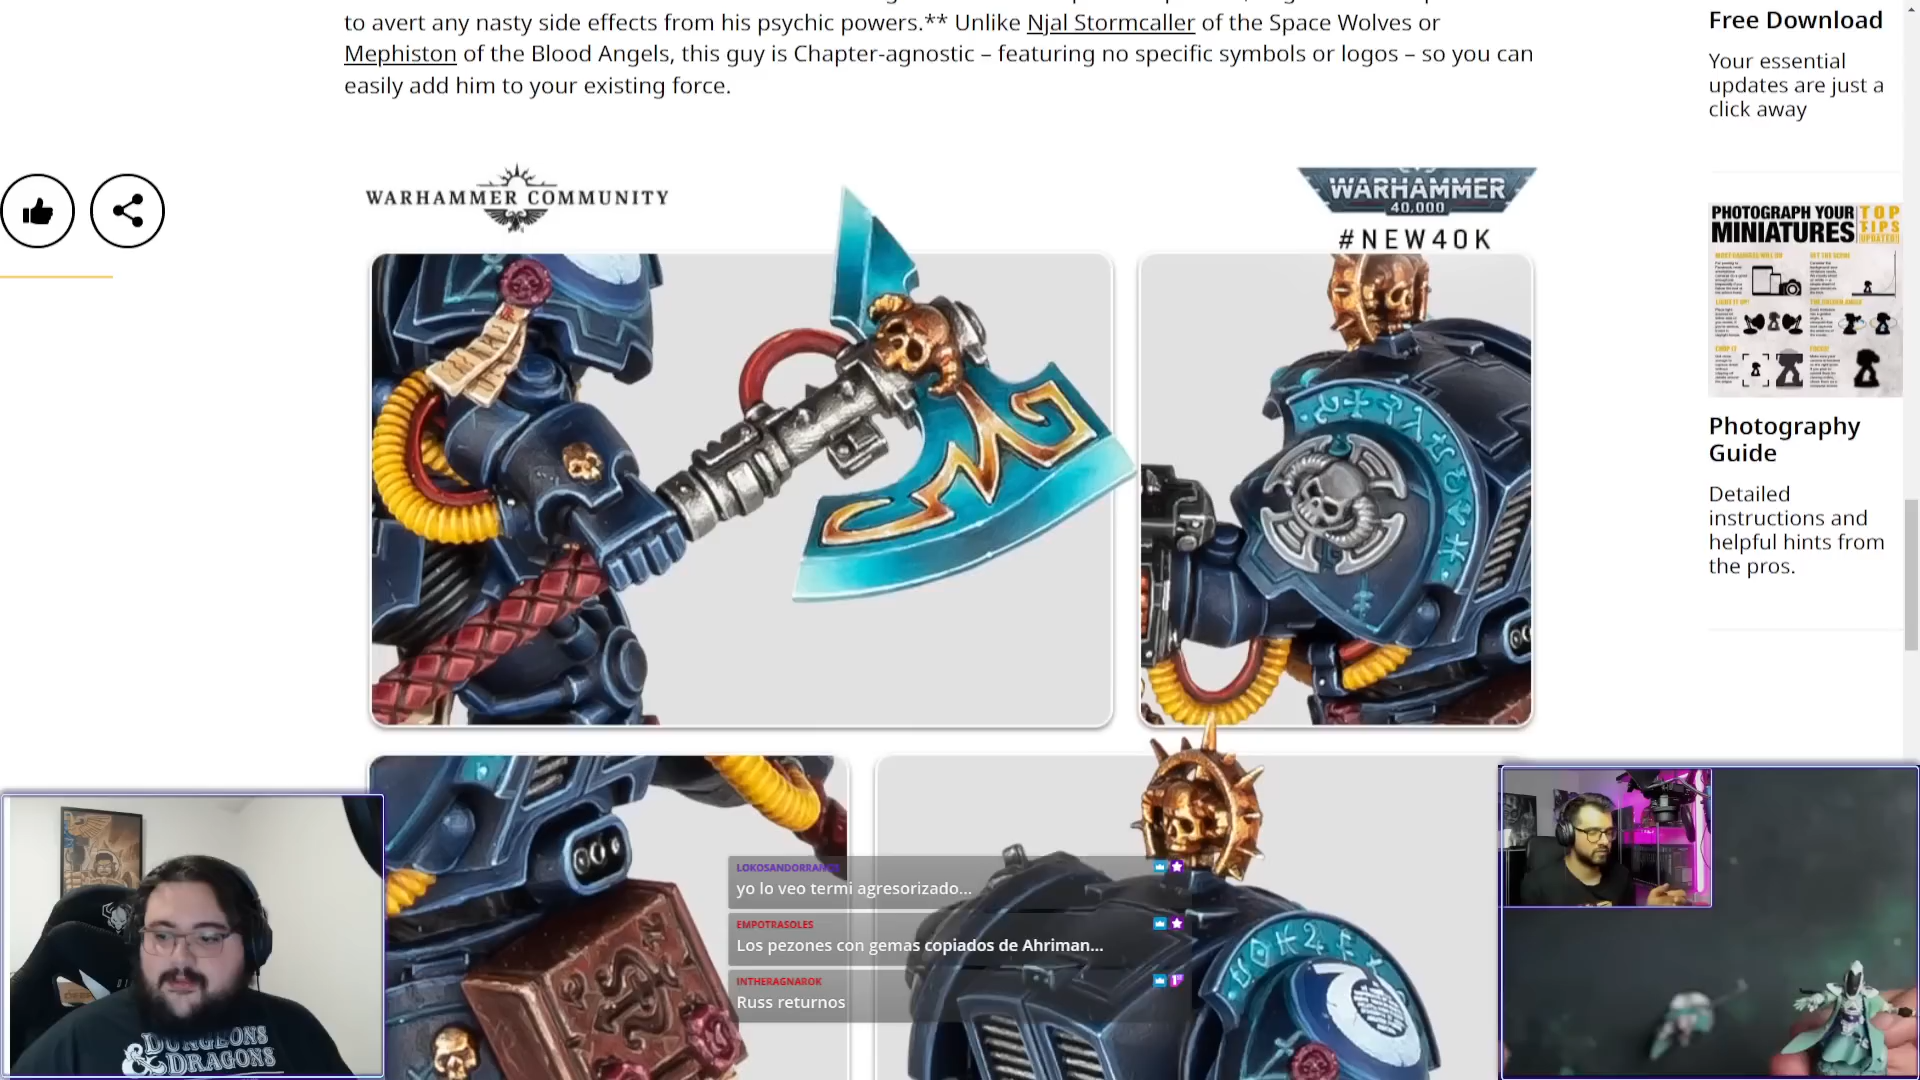 to avert any nasty side effects from his psychic powers.** Unlike Njal Stormcaller of the Space Wolves or
Mephiston of the Blood Angels, this guy is Chapter-agnostic – featuring no specific symbols or logos – so you can
easily add him to your existing force.
WARHAMMER COMMUNITY
WARHAMMER
40,000
#NEW40K
Free Download
Your essential
updates are just a
click away
PHOTOGRAPH YOUR
MINIATURES
TOP
TIPS
UPDATED!
Photography
Guide
Detailed
instructions and
helpful hints from
the pros.
yo lo veo termi agresorizado...
EMPOTRASOLES
Los pezones con gemas copiados de Ahriman...
INTHERAGNAROK
Russ returnos
DUNGEONS
& DRAGONS